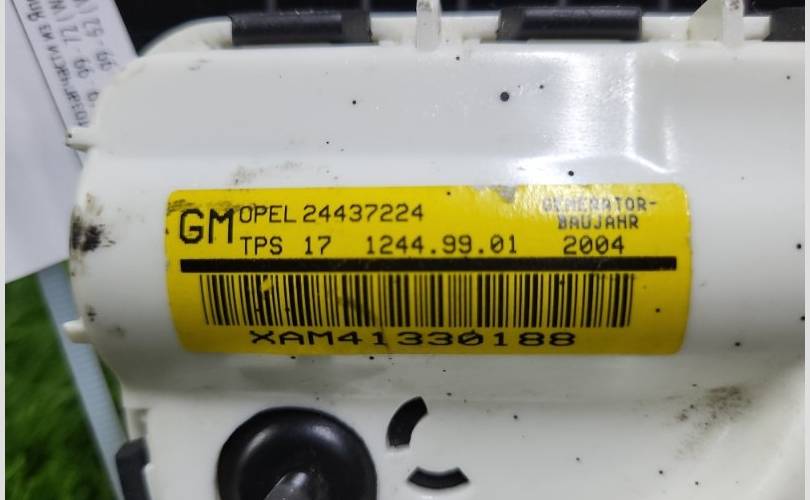 GM OPEL 24437224
GENERATOR-
BAUJAHR
TPS 17 1244.99.01 2004
XAM41330188